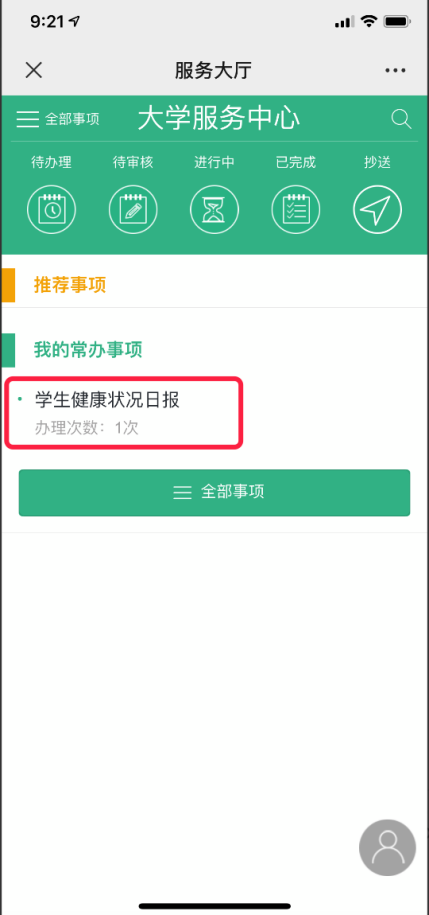 9:21
服务大厅
全部事项
大学服务中心
待办理
待审核
进行中
已完成
抄送
推荐事项
我的常办事项
学生健康状况日报
办理次数：1次
全部事项